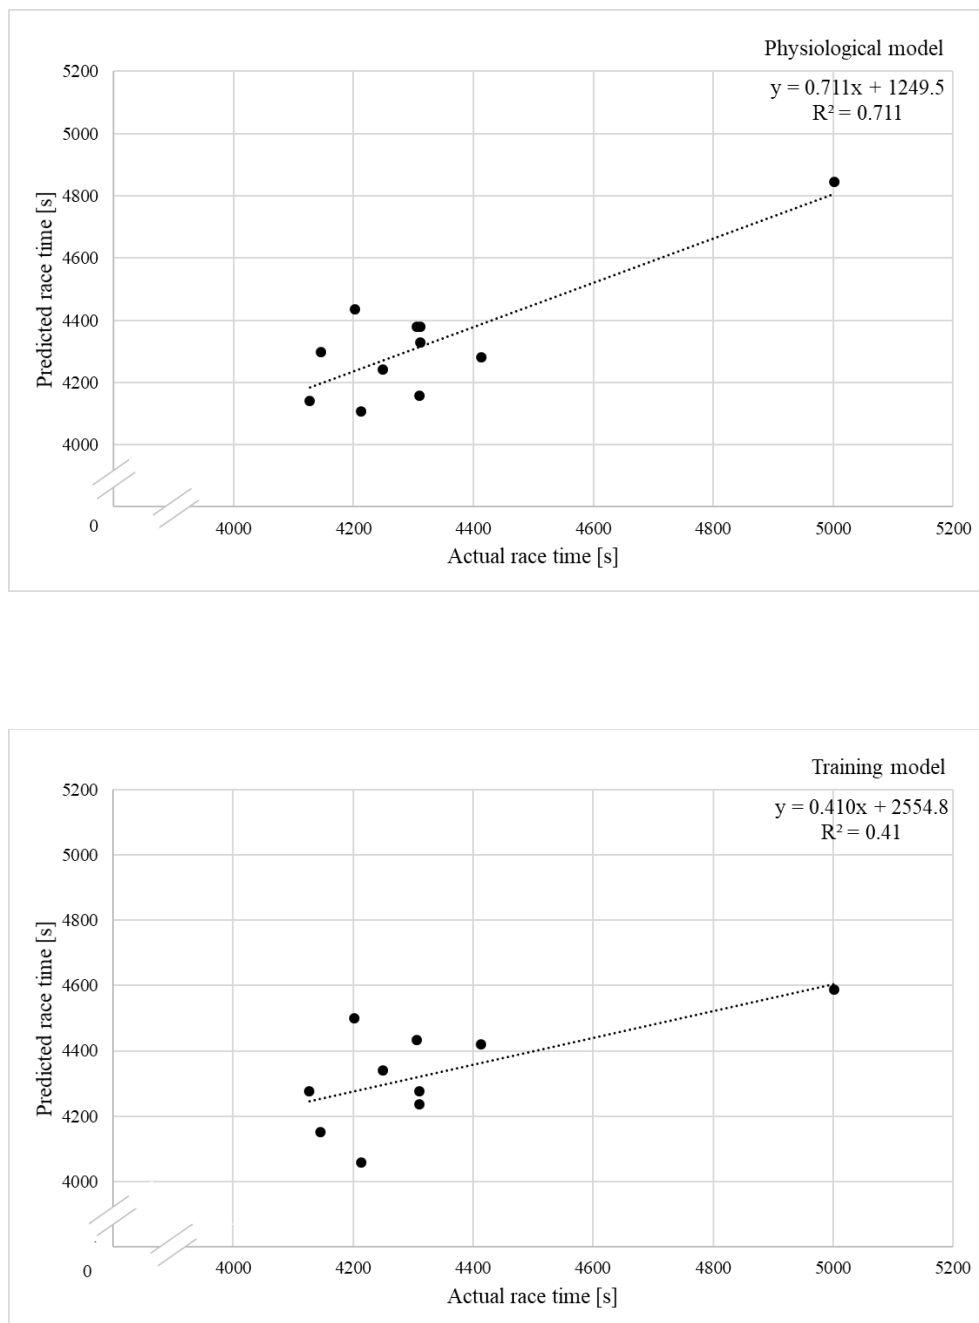 Physiological model
y = 0.711x + 1249.5
R² = 0.711
5200
5000
4800
4600
4400
4200
4000
0
Predicted race time [s]
4000 4200 4400 4600 4800 5000 5200
Actual race time [s]
Training model
y = 0.410x + 2554.8
R² = 0.41
5200
5000
4800
4600
4400
4200
4000
0
Predicted race time [s]
4000 4200 4400 4600 4800 5000 5200
Actual race time [s]